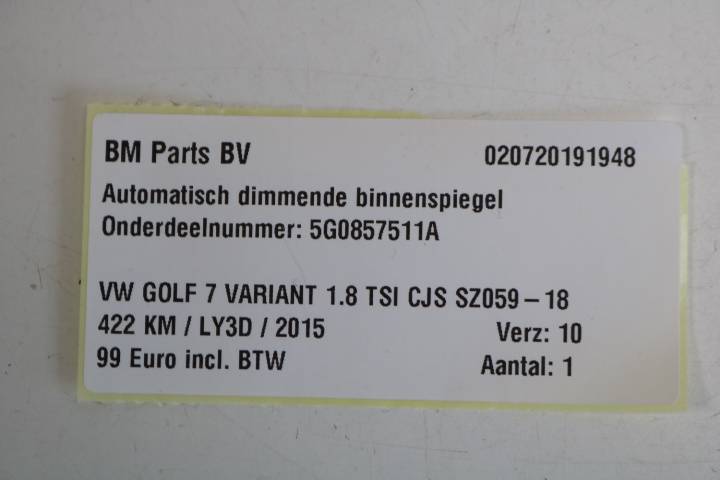 BM Parts BV 020720191948
Automatisch dimmende binnenspiegel
Onderdeelnummer: 5G0857511A
VW GOLF 7 VARIANT 1.8 TSI CJS SZ059-18
422 KM / LY3D / 2015 Verz: 10
99 Euro incl. BTW Aantal: 1